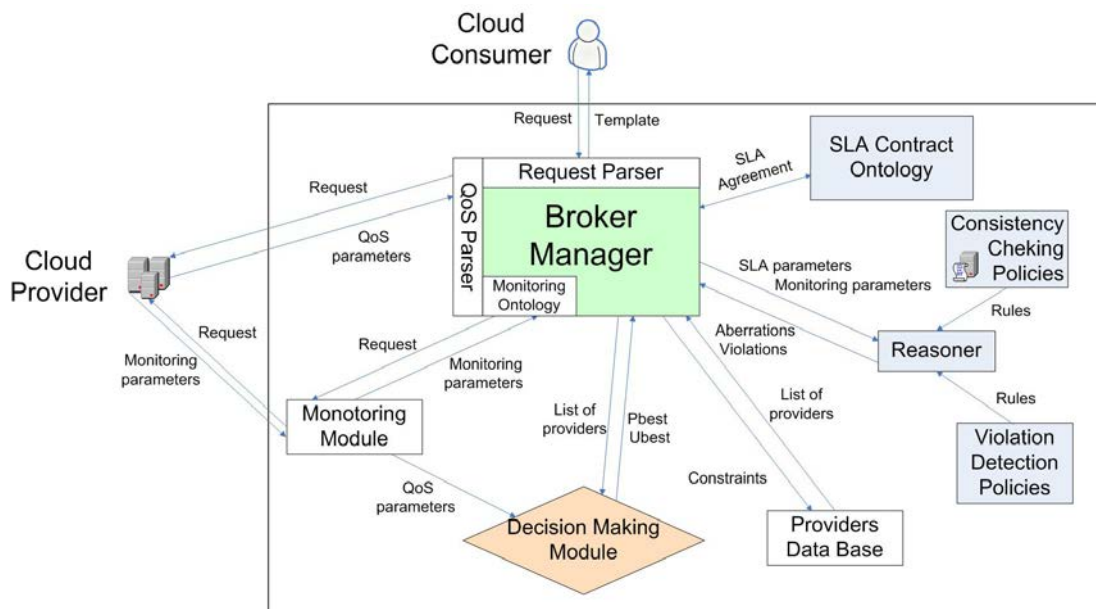 Cloud
Consumer
Request
Template
Request Parser
QoS Parser
Broker
Manager
Monitoring
Ontology
SLA
Agreement
SLA Contract
Ontology
Consistency
Cheking
Policies
Request
QoS
parameters
Cloud
Provider
SLA parameters
Monitoring parameters
Rules
Reasoner
Aberrations
Violations
Request
Monitoring
parameters
Request
Monitoring
parameters
Monotoring
Module
List of
providers
Pbest
Ubest
List of
providers
Rules
Violation
Detection
Policies
Constraints
QoS
parameters
Decision Making
Module
Providers
Data Base